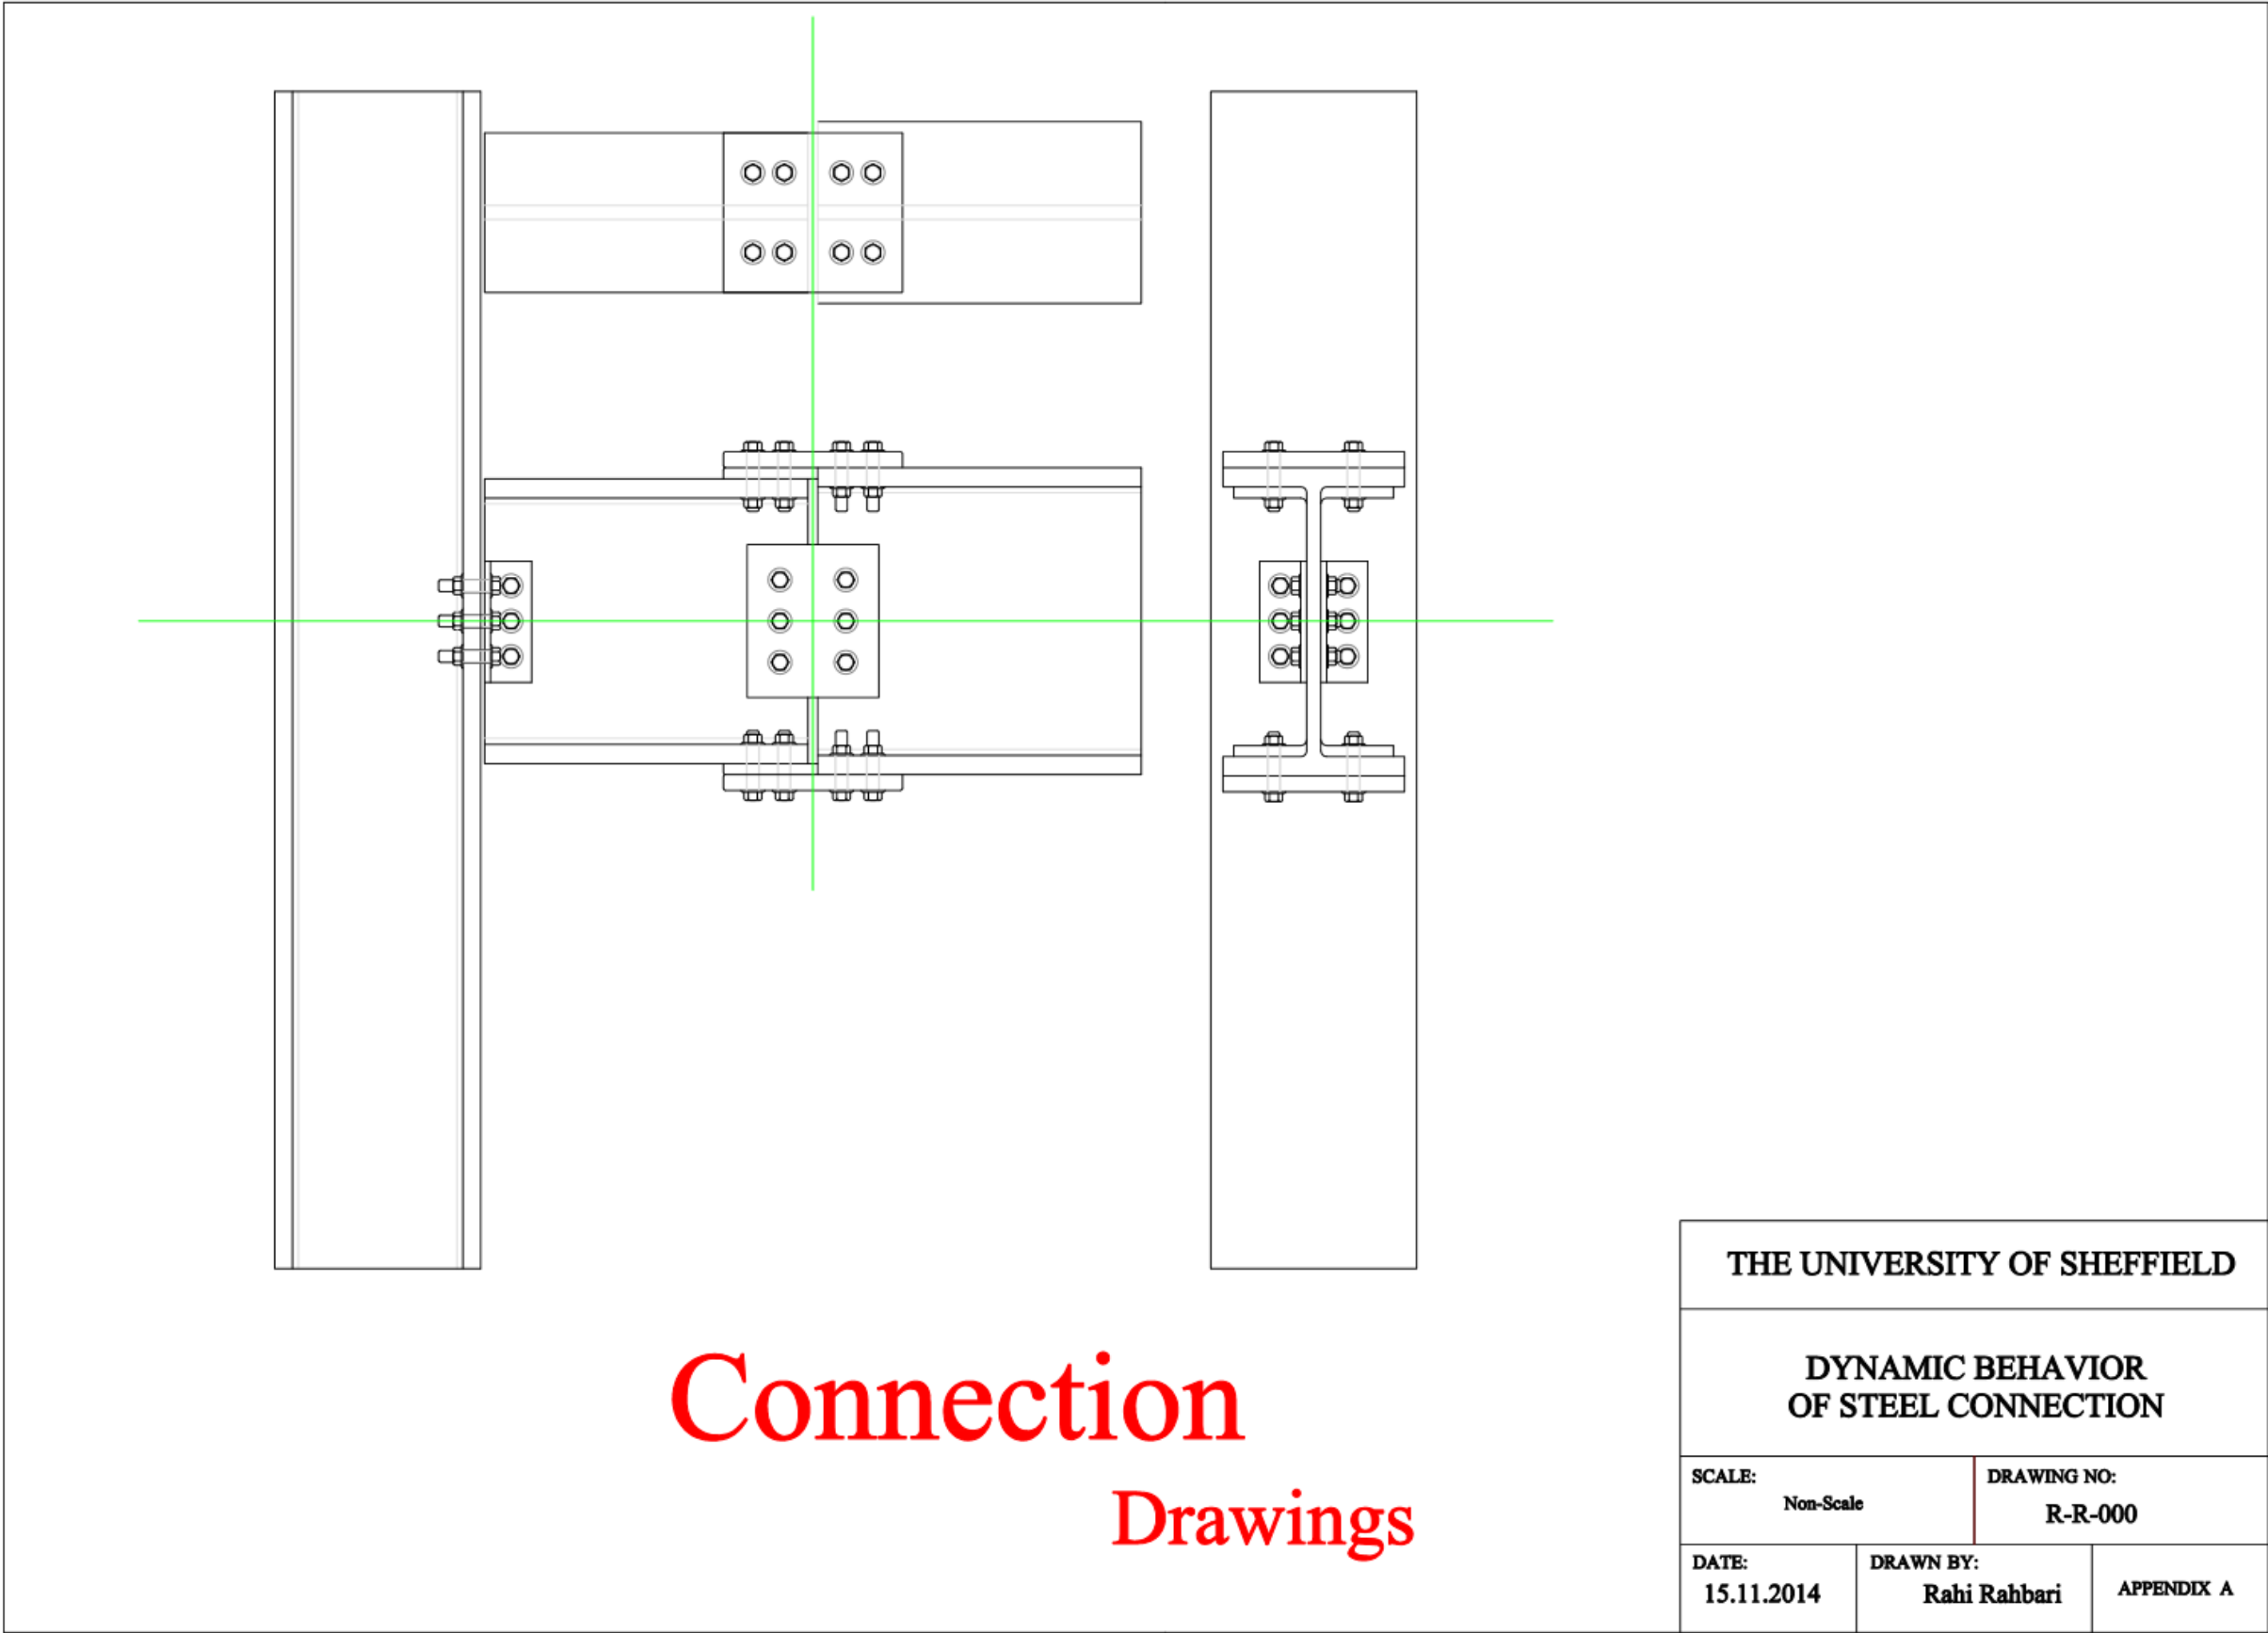 Connection
Drawings
THE UNIVERSITY OF SHEFFIELD
DYNAMIC BEHAVIOR
OF STEEL CONNECTION
SCALE:
Non-Scale
DRAWING NO:
R-R-000
DATE:
15.11.2014
DRAWN BY:
Rahi Rahbari
APPENDIX A